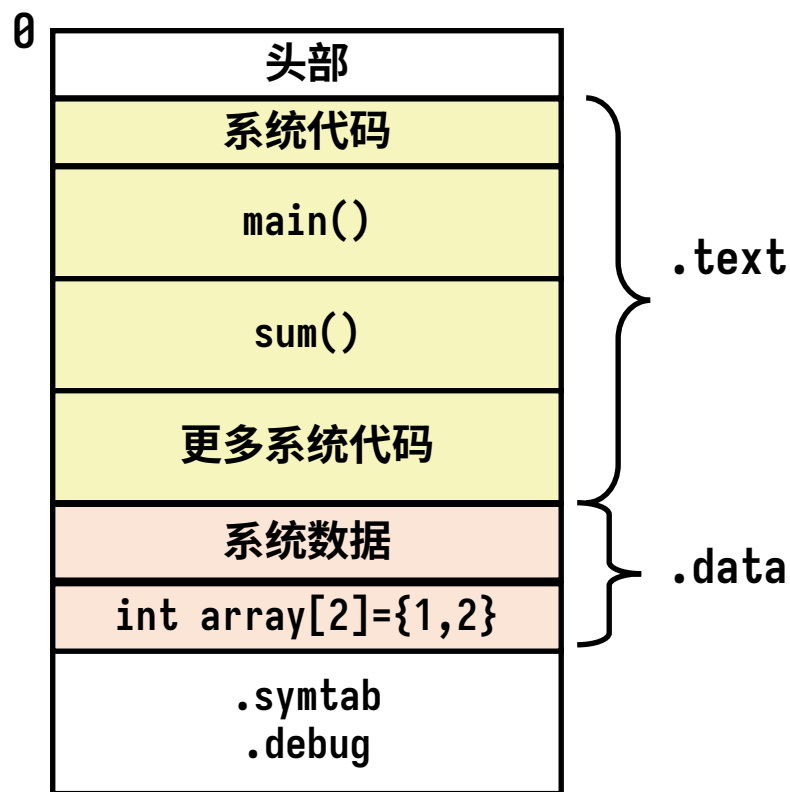 0
头部
系统代码
main()
.text
sum()
更多系统代码
系统数据
.data
int array[2]={1,2}
.symtab
.debug